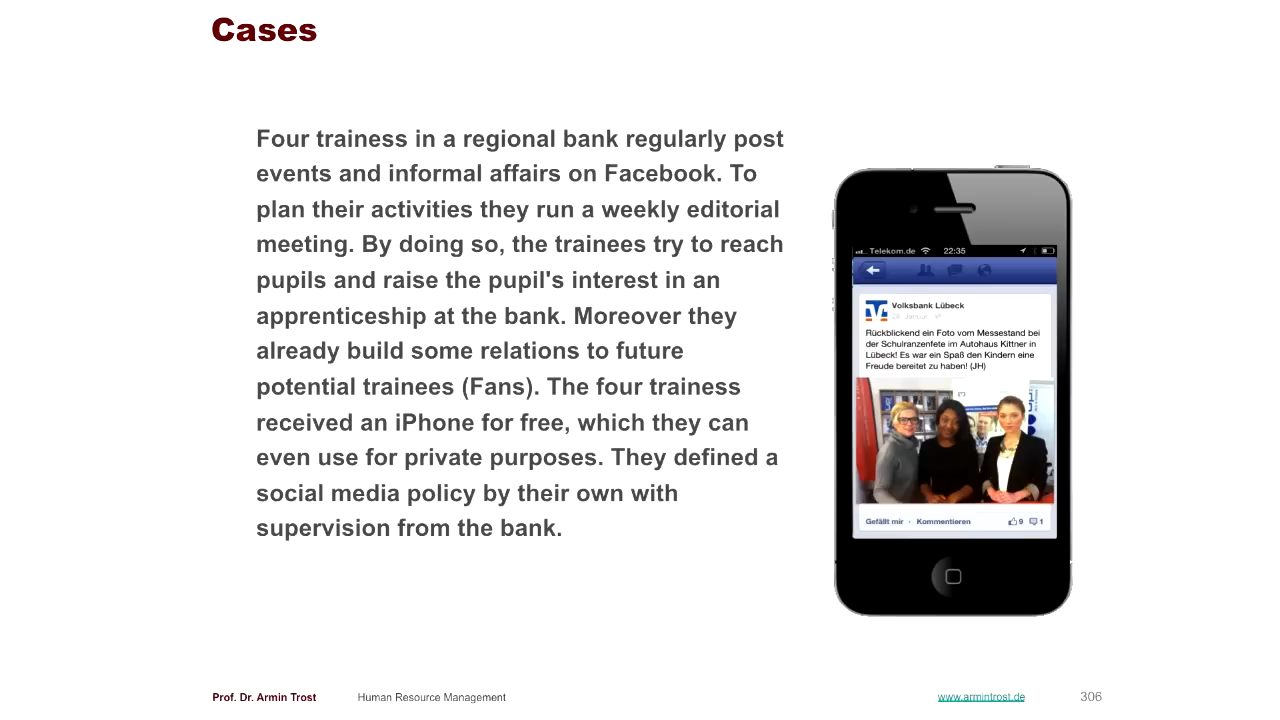 Cases
Four trainess in a regional bank regularly post
events and informal affairs on Facebook. To
plan their activities they run a weekly editorial
meeting. By doing so, the trainees try to reach
pupils and raise the pupil's interest in an
apprenticeship at the bank. Moreover they
already build some relations to future
potential trainees (Fans). The four trainess
received an iPhone for free, which they can
even use for private purposes. They defined a
social media policy by their own with
supervision from the bank.
Telekom.de 22:35
Volksbank Lübeck
Rückblickend ein Foto vom Messestand bei
der Schulranzenfete im Autohaus Kittner in
Lübeck! Es war ein Spaß den Kindern eine
Freude bereitet zu haben! (JH)
Gefällt mir · Kommentieren 9 1
Prof. Dr. Armin Trost Human Resource Management www.armintrost.de 306